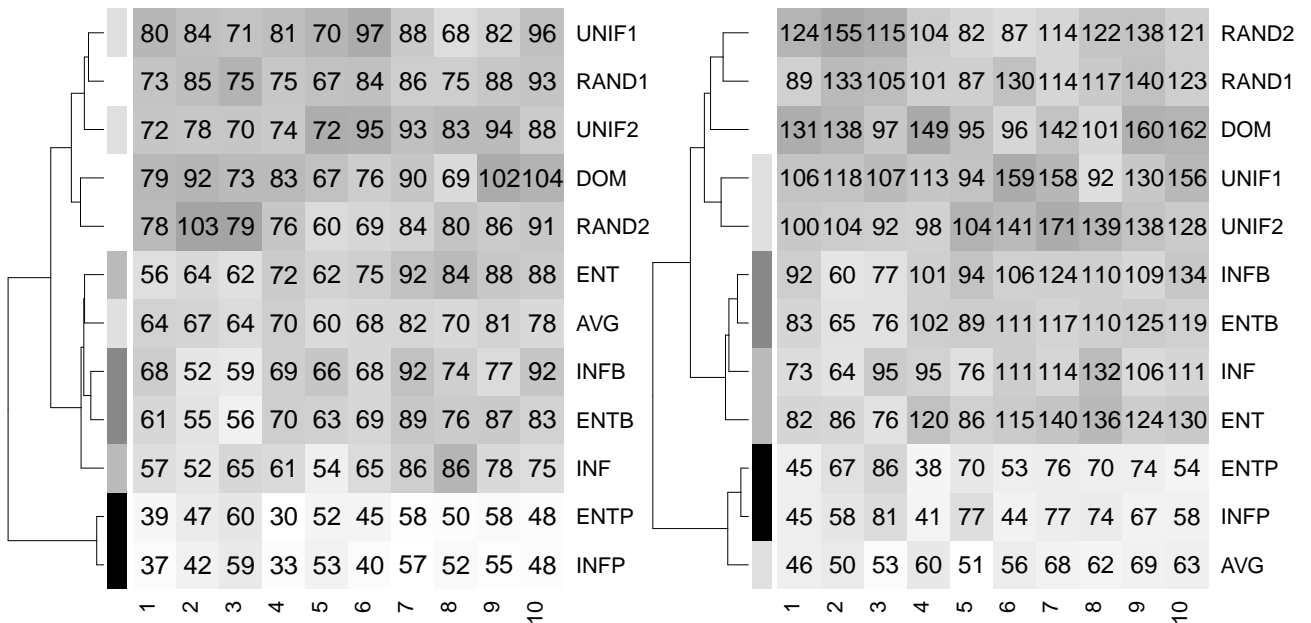 80 84 71 81 70 97 88 68 82 96 UNIF1
73 85 75 75 67 84 86 75 88 93 RAND1
72 78 70 74 72 95 93 83 94 88 UNIF2
79 92 73 83 67 76 90 69 102 104 DOM
78 103 79 76 60 69 84 80 86 91 RAND2
56 64 62 72 62 75 92 84 88 88 ENT
64 67 64 70 60 68 82 70 81 78 AVG
68 52 59 69 66 68 92 74 77 92 INFB
61 55 56 70 63 69 89 76 87 83 ENTB
57 52 65 61 54 65 86 86 78 75 INF
39 47 60 30 52 45 58 50 58 48 ENTP
37 42 59 33 53 40 57 52 55 48 INFP
1 2 3 4 5 6 7 8 9 10
124 155 115 104 82 87 114 122 138 121 RAND2
89 133 105 101 87 130 114 117 140 123 RAND1
131 138 97 149 95 96 142 101 160 162 DOM
106 118 107 113 94 159 158 92 130 156 UNIF1
100 104 92 98 104 141 171 139 138 128 UNIF2
92 60 77 101 94 106 124 110 109 134 INFB
83 65 76 102 89 111 117 110 125 119 ENTB
73 64 95 95 76 111 114 132 106 111 INF
82 86 76 120 86 115 140 136 124 130 ENT
45 67 86 38 70 53 76 70 74 54 ENTP
45 58 81 41 77 44 77 74 67 58 INFP
46 50 53 60 51 56 68 62 69 63 AVG
1 2 3 4 5 6 7 8 9 10